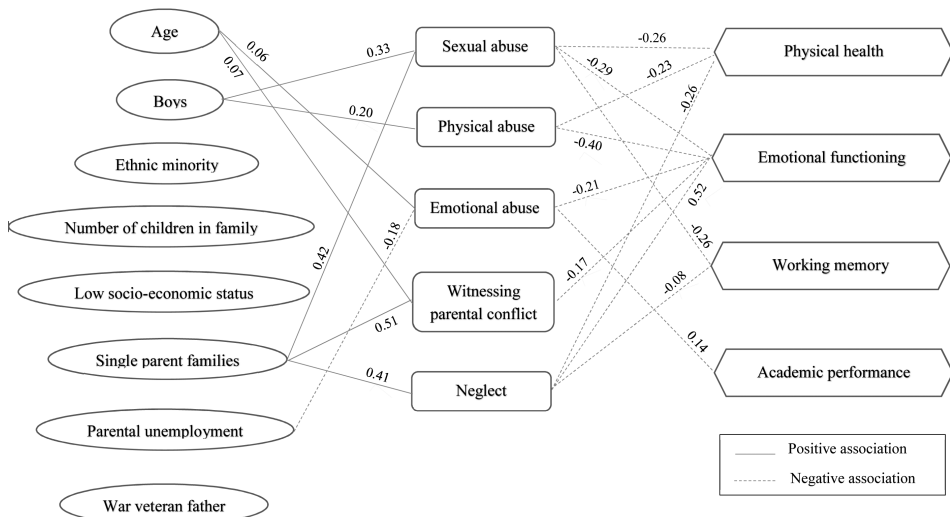 Age
Boys
Ethnic minority
Number of children in family
Low socio-economic status
Single parent families
Parental unemployment
War veteran father
0.06
0.07
0.33
0.20
-0.18
0.42
0.51
0.41
Sexual abuse
Physical abuse
Emotional abuse
Witnessing
parental conflict
Neglect
-0.26
-0.29
-0.23
-0.26
-0.40
-0.21
0.52
-0.26
-0.17
-0.08
0.14
Physical health
Emotional functioning
Working memory
Academic performance
Positive association
Negative association